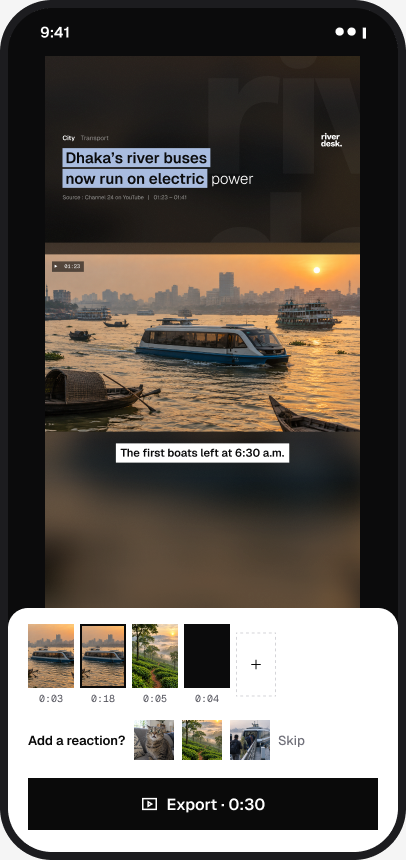 9:41
City Transport
river
desk.
Dhaka's river buses
now run on electric power
Source : Channel 24 on YouTube | 01:23 – 01:41
01:23
The first boats left at 6:30 a.m.
0:03 0:18 0:05 0:04
+
Add a reaction? Skip
Export · 0:30